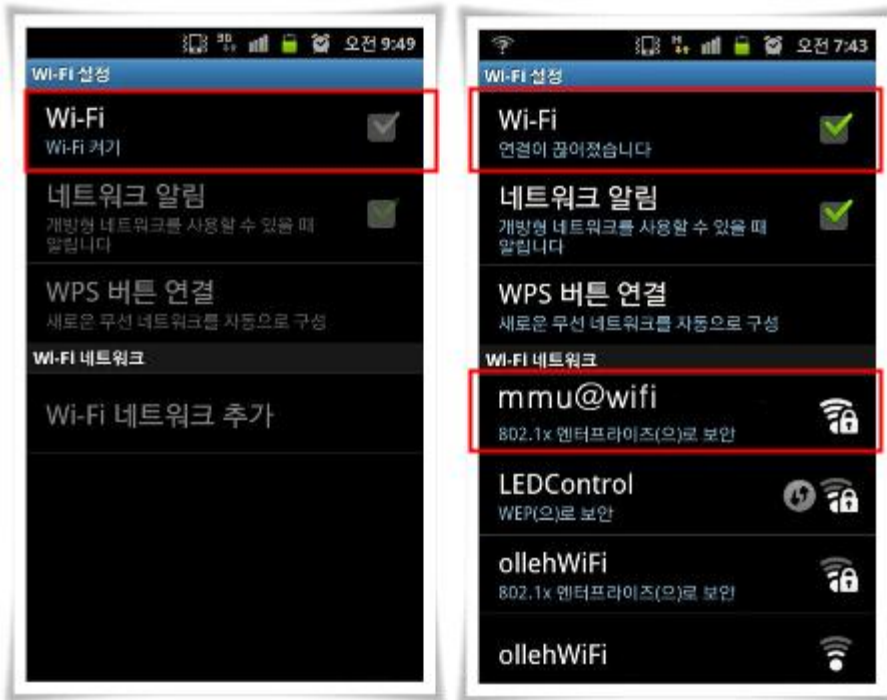 3G 오전 9:49
Wi-Fi 설정
Wi-Fi
Wi-Fi 켜기
네트워크 알림
개방형 네트워크를 사용할 수 있을 때
알립니다
WPS 버튼 연결
새로운 무선 네트워크를 자동으로 구성
Wi-Fi 네트워크
Wi-Fi 네트워크 추가
H 오전 7:43
Wi-Fi 설정
Wi-Fi
연결이 끊어졌습니다
네트워크 알림
개방형 네트워크를 사용할 수 있을 때
알립니다
WPS 버튼 연결
새로운 무선 네트워크를 자동으로 구성
Wi-Fi 네트워크
mmu@wifi
802.1x 엔터프라이즈(으)로 보안
LEDControl
WEP(으)로 보안
ollehWiFi
802.1x 엔터프라이즈(으)로 보안
ollehWiFi